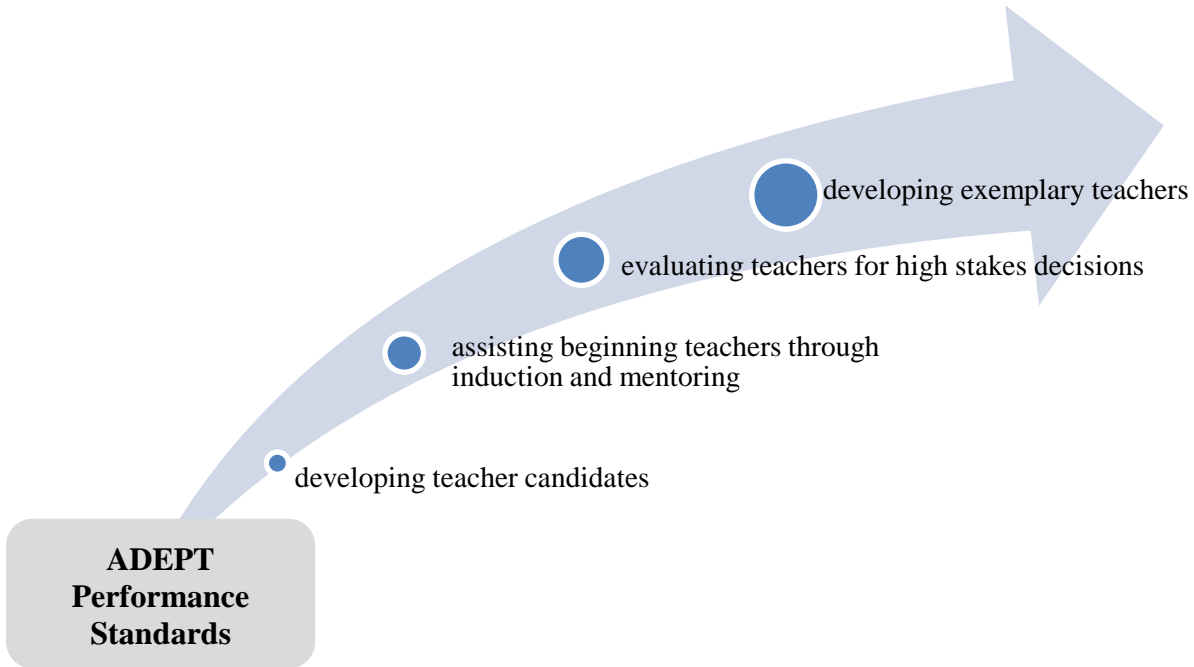 developing exemplary teachers
evaluating teachers for high stakes decisions
assisting beginning teachers through
induction and mentoring
developing teacher candidates
ADEPT
Performance
Standards